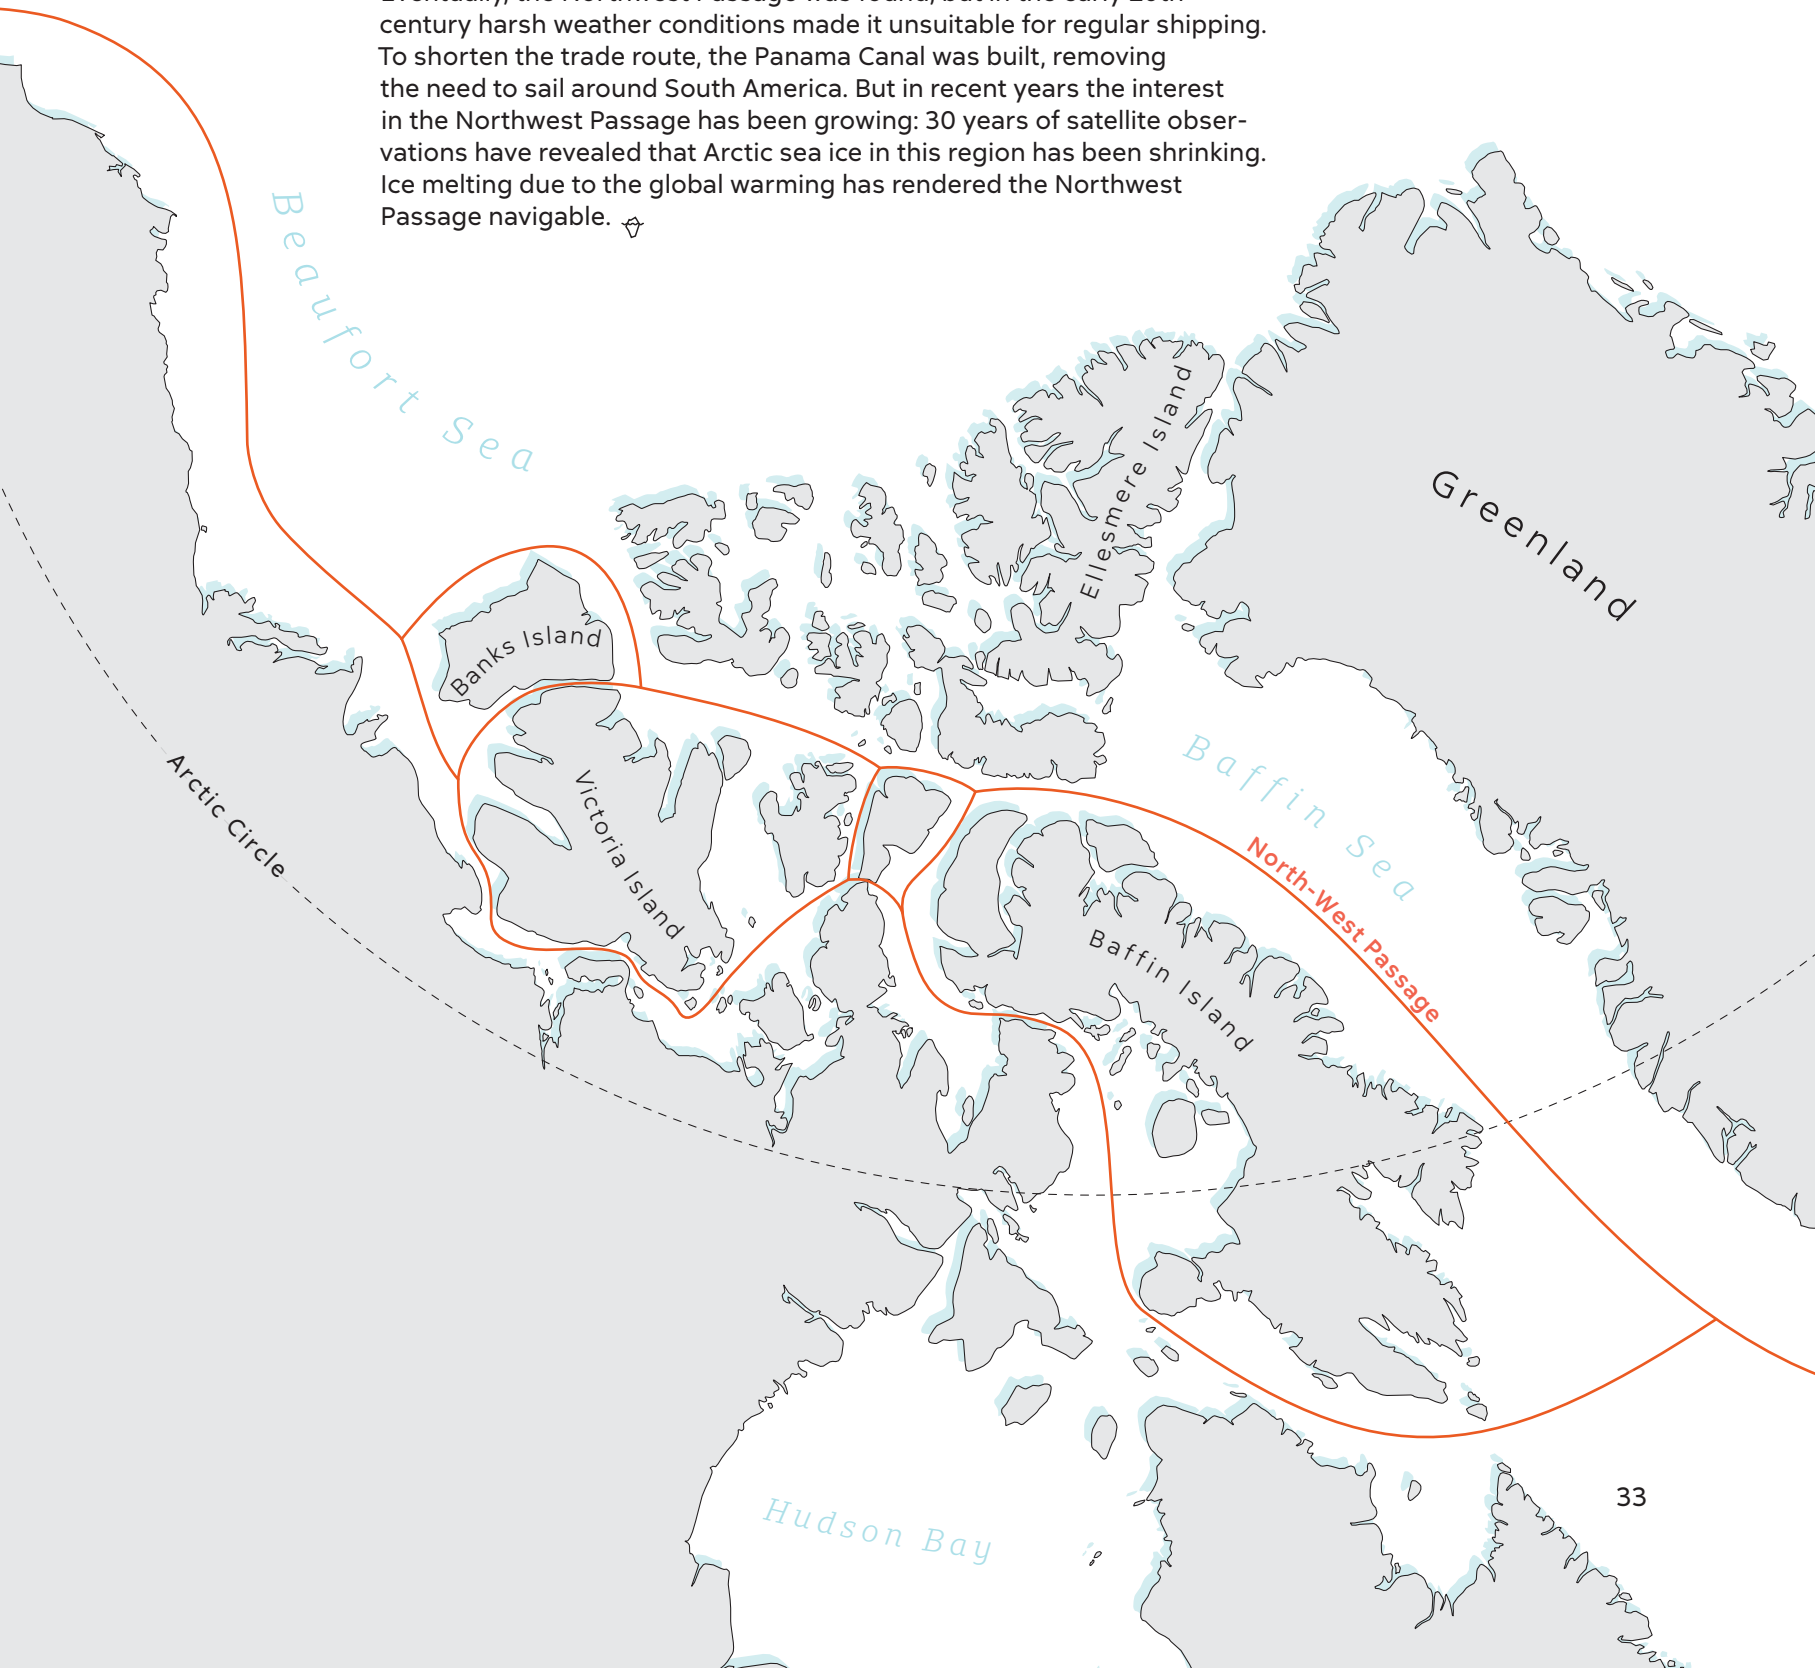 century harsh weather conditions made it unsuitable for regular shipping.
To shorten the trade route, the Panama Canal was built, removing
the need to sail around South America. But in recent years the interest
in the Northwest Passage has been growing: 30 years of satellite obser-
vations have revealed that Arctic sea ice in this region has been shrinking.
Ice melting due to the global warming has rendered the Northwest
Passage navigable.
Beaufort Sea
Ellesmere Island
Greenland
Banks Island
Victoria Island
Arctic Circle
Baffin Sea
North-West Passage
Baffin Island
33
Hudson Bay